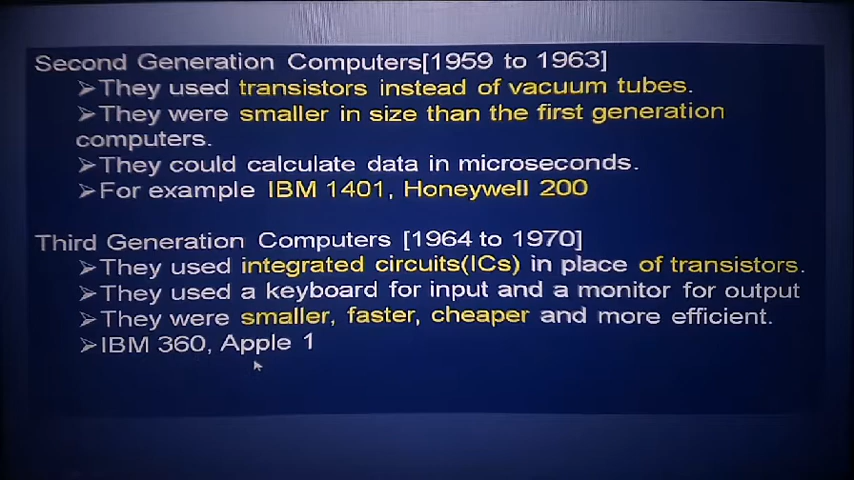 Second Generation Computers[1959 to 1963]
➢They used transistors instead of vacuum tubes.
➢They were smaller in size than the first generation
computers.
➢They could calculate data in microseconds.
➢For example IBM 1401, Honeywell 200
Third Generation Computers [1964 to 1970]
➢They used integrated circuits(ICs) in place of transistors.
➢They used a keyboard for input and a monitor for output
➢They were smaller, faster, cheaper and more efficient.
➢IBM 360, Apple 1